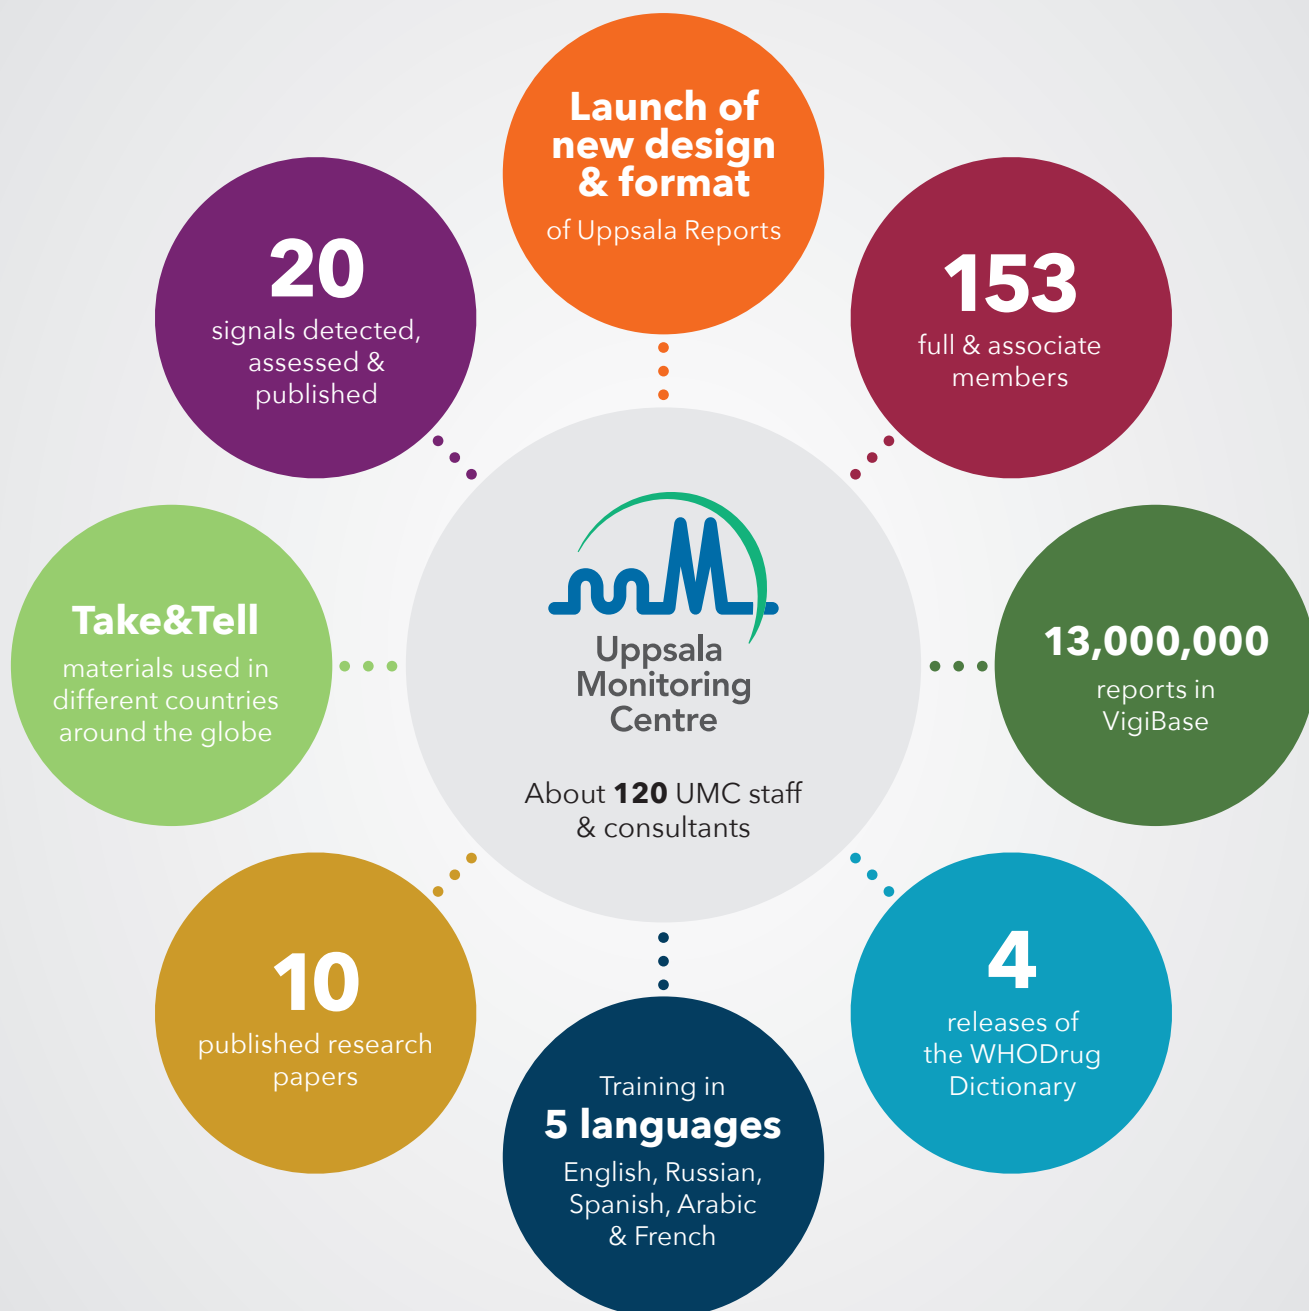 Launch of
new design
& format
of Uppsala Reports
20
signals detected,
assessed &
published
153
full & associate
members
Take&Tell
materials used in
different countries
around the globe
Uppsala
Monitoring
Centre
About 120 UMC staff
& consultants
13,000,000
reports in
VigiBase
10
published research
papers
4
releases of
the WHODrug
Dictionary
Training in
5 languages
English, Russian,
Spanish, Arabic
& French